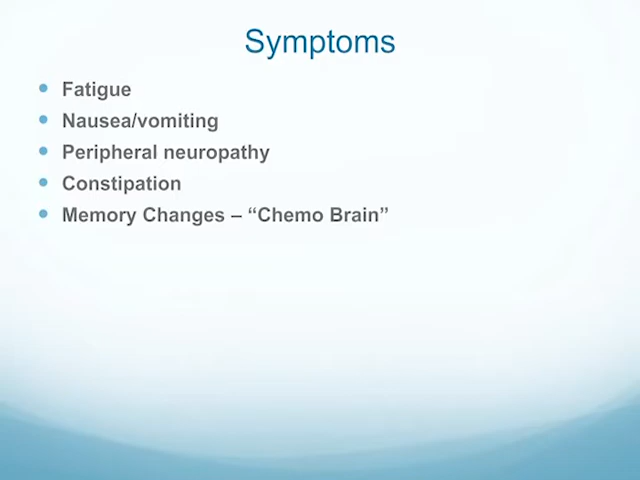 Symptoms
• Fatigue
• Nausea/vomiting
• Peripheral neuropathy
• Constipation
• Memory Changes – “Chemo Brain”